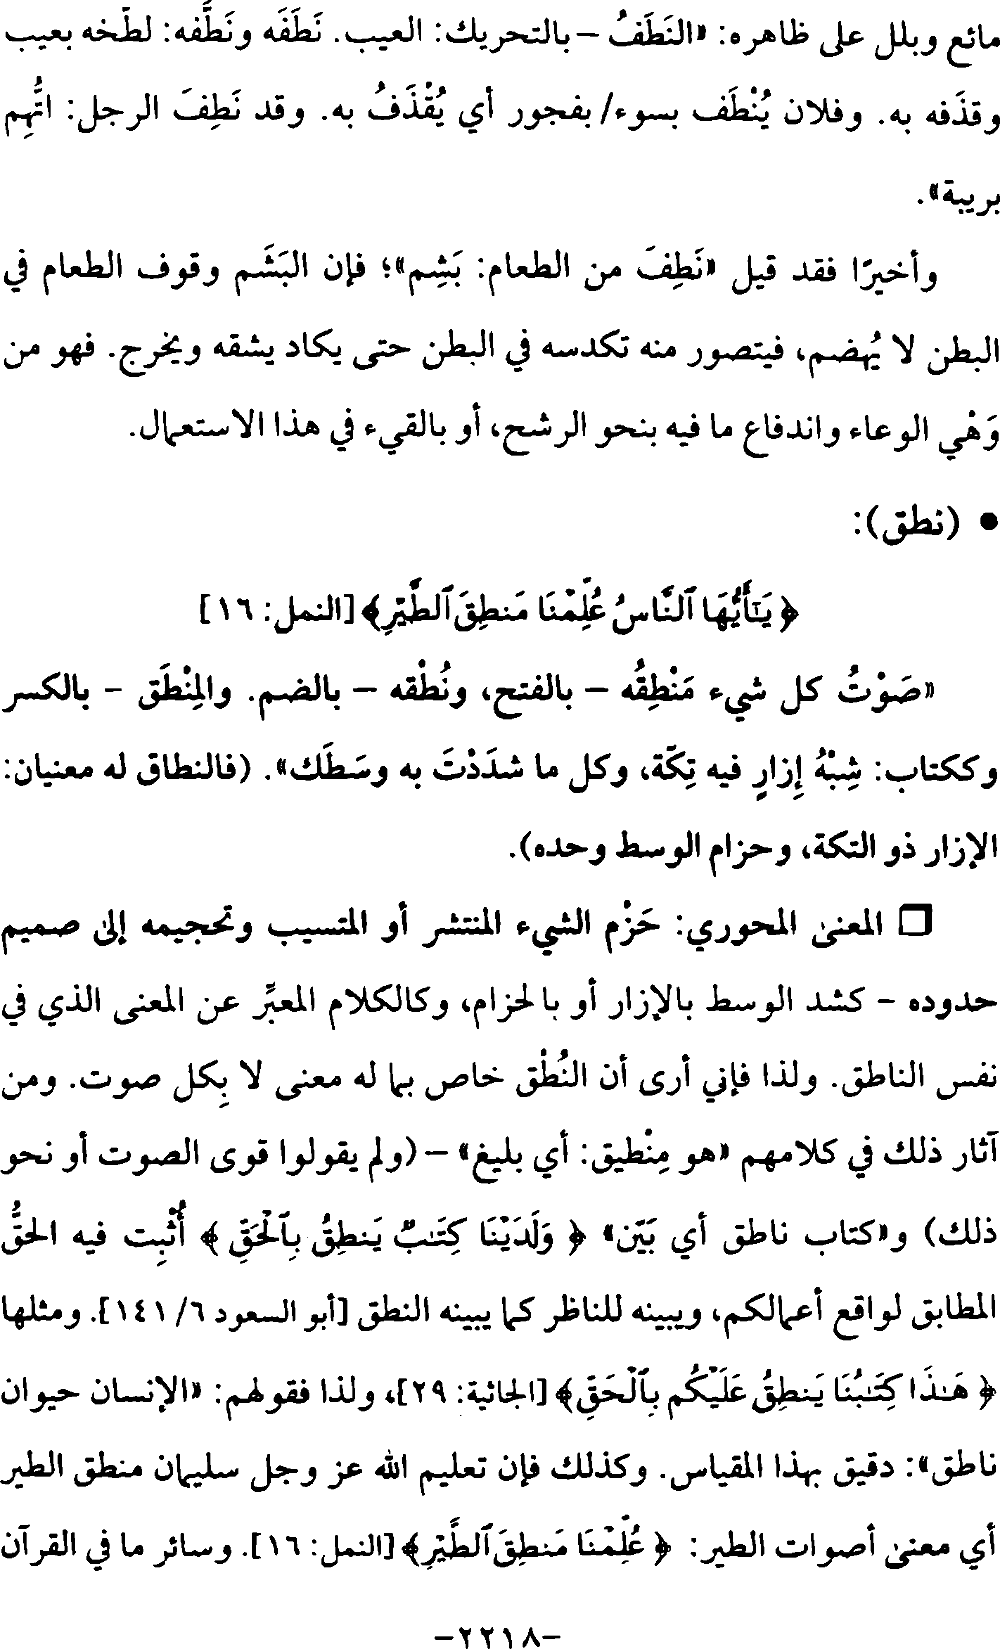 مائع وبلل على ظاهره: «النَطَفُ – بالتحريك: العيب. نَطَفَه ونَطَّفه: لطّخه بعيب
وقذَفه به. وفلان يُنْطَف بسوء/بفجور أي يُقْذَفُ به. وقد نَطِفَ الرجل: اتُّهِم
بريبة».
وأخيرًا فقد قيل «نَطِفَ من الطعام: بَشِم»؛ فإن البَشَم وقوف الطعام في
البطن لا يُهضم، فيتصور منه تكدسه في البطن حتى يكاد يشقه ويخرج. فهو من
وَهْي الوعاء واندفاع ما فيه بنحو الرشح، أو بالقيء في هذا الاستعمال.
• (نطق):
﴿ يَـٰٓأَيُّهَا ٱلنَّاسُ عُلِّمْنَا مَنطِقَ ٱلطَّيْرِ ﴾ [النمل: ١٦]
«صَوْتُ كل شيء مَنْطِقُه – بالفتح، ونُطْقه – بالضم. والمِنْطَق – بالكسر
وككتاب: شِبْهُ إِزارٍ فيه تِكّة، وكل ما شدَدْتَ به وسَطَك». (فالنطاق له معنيان:
الإزار ذو التكة، وحزام الوسط وحده).
❒ المعنىٰ المحوري: حَزْم الشيء المنتشر أو المتسيب وتحجيمه إلىٰ صميم
حدوده – كشد الوسط بالإزار أو بالحزام، وكالكلام المعبِّر عن المعنى الذي في
نفس الناطق. ولذا فإني أرى أن النُطْق خاص بما له معنى لا بِكل صوت. ومن
آثار ذلك في كلامهم «هو مِنْطيق: أي بليغ» – (ولم يقولوا قوى الصوت أو نحو
ذلك) و«كتاب ناطق أي بَيّن» ﴿ وَلَدَيْنَا كِتَـٰبٌ يَنطِقُ بِٱلْحَقِّ ﴾ أُثْبِت فيه الحقُّ
المطابق لواقع أعمالكم، ويبينه للناظر كما يبينه النطق [أبو السعود ٦/ ١٤١]. ومثلها
﴿ هَـٰذَا كِتَـٰبُنَا يَنطِقُ عَلَيْكُم بِٱلْحَقِّ ﴾ [الجاثية: ٢٩]، ولذا فقولهم: «الإنسان حيوان
ناطق»: دقيق بهذا المقياس. وكذلك فإن تعليم الله عز وجل سليمان منطق الطير
أي معنىٰ أصوات الطير: ﴿ عُلِّمْنَا مَنطِقَ ٱلطَّيْرِ ﴾ [النمل: ١٦]. وسائر ما في القرآن
–٢٢١٨–